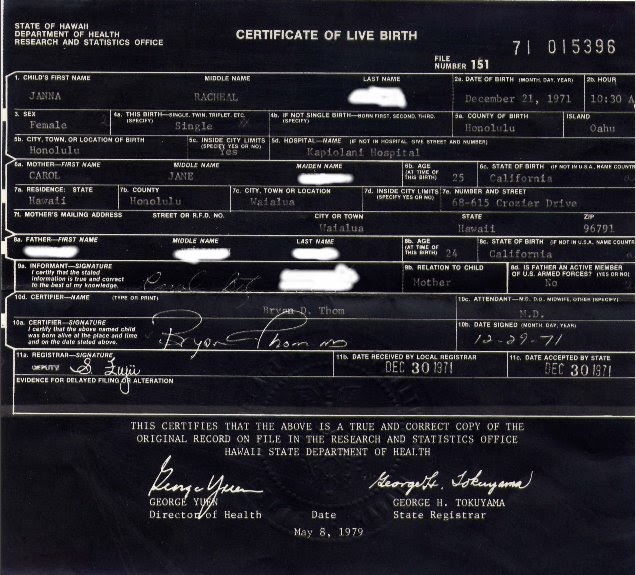 STATE OF HAWAII
DEPARTMENT OF HEALTH
RESEARCH AND STATISTICS OFFICE
CERTIFICATE OF LIVE BIRTH
71 015396
FILE
NUMBER 151
1. CHILD'S FIRST NAME MIDDLE NAME LAST NAME 2a. DATE OF BIRTH (MONTH, DAY, YEAR) 2b. HOUR
JANNA RACHEAL December 21, 1971 10:30 A
3. SEX 4a. THIS BIRTH—SINGLE, TWIN, TRIPLET, ETC. (SPECIFY) 4b. IF NOT SINGLE BIRTH—BORN FIRST, SECOND, THIRD, (SPECIFY) 5a. COUNTY OF BIRTH ISLAND
Female Single Honolulu Oahu
5b. CITY, TOWN, OR LOCATION OF BIRTH 5c. INSIDE CITY LIMITS (SPECIFY YES OR NO) 5d. HOSPITAL—NAME (IF NOT IN HOSPITAL, GIVE STREET AND NUMBER)
Honolulu Yes Kapiolani Hospital
6a. MOTHER—FIRST NAME MIDDLE NAME MAIDEN NAME 6b. AGE (AT TIME OF THIS BIRTH) 6c. STATE OF BIRTH (IF NOT IN U.S.A., NAME COUNTR
CAROL JANE 25 California
7a. RESIDENCE: STATE 7b. COUNTY 7c. CITY, TOWN OR LOCATION 7d. INSIDE CITY LIMITS (SPECIFY YES OR NO) 7e. NUMBER AND STREET
Hawaii Honolulu Waialua 68-615 Crozier Drive
7f. MOTHER'S MAILING ADDRESS STREET OR R.F.D. NO. CITY OR TOWN STATE ZIP
Waialua Hawaii 96791
8a. FATHER—FIRST NAME MIDDLE NAME LAST NAME 8b. AGE (AT TIME OF THIS BIRTH) 8c. STATE OF BIRTH (IF NOT IN U.S.A., NAME COUNTR
24 California
9a. INFORMANT—SIGNATURE 9b. RELATION TO CHILD 8d. IS FATHER AN ACTIVE MEMBER OF U.S. ARMED FORCES? (YES OR NO)
I certify that the stated
information is true and correct
to the best of my knowledge.
Mother No
10d. CERTIFIER—NAME (TYPE OR PRINT) 10c. ATTENDANT—M.D., D.O., MIDWIFE, OTHER (SPECIFY)
Bryan D. Thom M.D.
10a. CERTIFIER—SIGNATURE 10b. DATE SIGNED (MONTH, DAY, YEAR)
I certify that the above named child
was born alive at the place and time
and on the date stated above.
Bryan Thom MD 12-29-71
11a. REGISTRAR—SIGNATURE 11b. DATE RECEIVED BY LOCAL REGISTRAR 11c. DATE ACCEPTED BY STATE
DEPUTY S. Fujii DEC 30 1971 DEC 30 1971
EVIDENCE FOR DELAYED FILING OR ALTERATION
THIS CERTIFIES THAT THE ABOVE IS A TRUE AND CORRECT COPY OF THE
ORIGINAL RECORD ON FILE IN THE RESEARCH AND STATISTICS OFFICE
HAWAII STATE DEPARTMENT OF HEALTH
George Yuen George H. Tokuyama
GEORGE YUEN GEORGE H. TOKUYAMA
Director of Health Date State Registrar
May 8, 1979